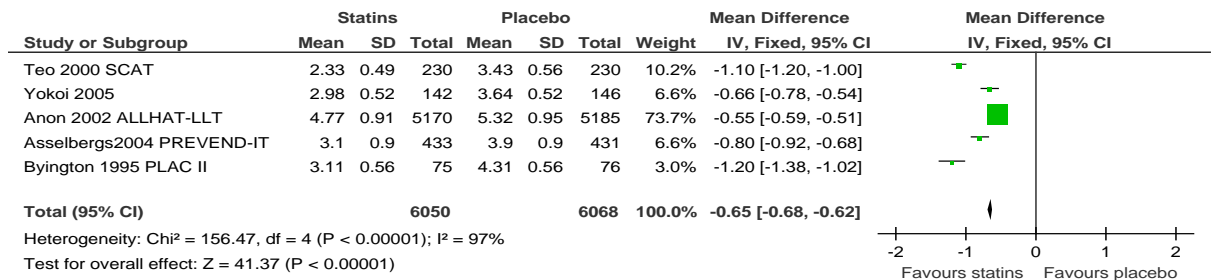 Statins Placebo Mean Difference Mean Difference
Study or Subgroup Mean SD Total Mean SD Total Weight IV, Fixed, 95% CI IV, Fixed, 95% CI
Teo 2000 SCAT 2.33 0.49 230 3.43 0.56 230 10.2% -1.10 [-1.20, -1.00]
Yokoi 2005 2.98 0.52 142 3.64 0.52 146 6.6% -0.66 [-0.78, -0.54]
Anon 2002 ALLHAT-LLT 4.77 0.91 5170 5.32 0.95 5185 73.7% -0.55 [-0.59, -0.51]
Asselbergs2004 PREVEND-IT 3.1 0.9 433 3.9 0.9 431 6.6% -0.80 [-0.92, -0.68]
Byington 1995 PLAC II 3.11 0.56 75 4.31 0.56 76 3.0% -1.20 [-1.38, -1.02]
Total (95% CI) 6050 6068 100.0% -0.65 [-0.68, -0.62]
Heterogeneity: Chi² = 156.47, df = 4 (P < 0.00001); I² = 97%
Test for overall effect: Z = 41.37 (P < 0.00001)
-2 -1 0 1 2
Favours statins Favours placebo